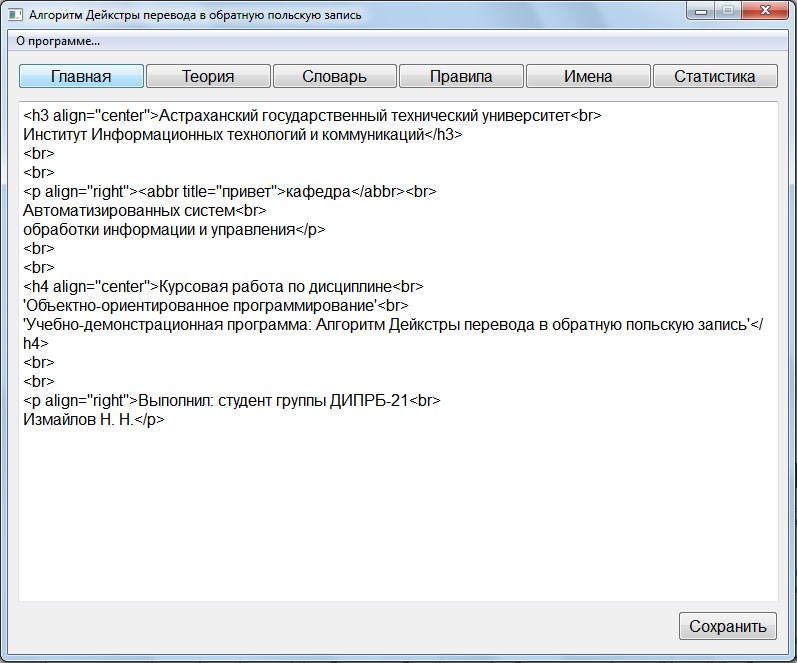 Алгоритм Дейкстры перевода в обратную польскую запись
О программе...
Главная Теория Словарь Правила Имена Статистика
<h3 align="center">Астраханский государственный технический университет<br>
Институт Информационных технологий и коммуникаций</h3>
<br>
<br>
<p align="right"><abbr title="привет">кафедра</abbr><br>
Автоматизированных систем<br>
обработки информации и управления</p>
<br>
<br>
<h4 align="center">Курсовая работа по дисциплине<br>
'Объектно-ориентированное программирование'<br>
'Учебно-демонстрационная программа: Алгоритм Дейкстры перевода в обратную польскую запись'</
h4>
<br>
<br>
<p align="right">Выполнил: студент группы ДИПРБ-21<br>
Измайлов Н. Н.</p>
Сохранить